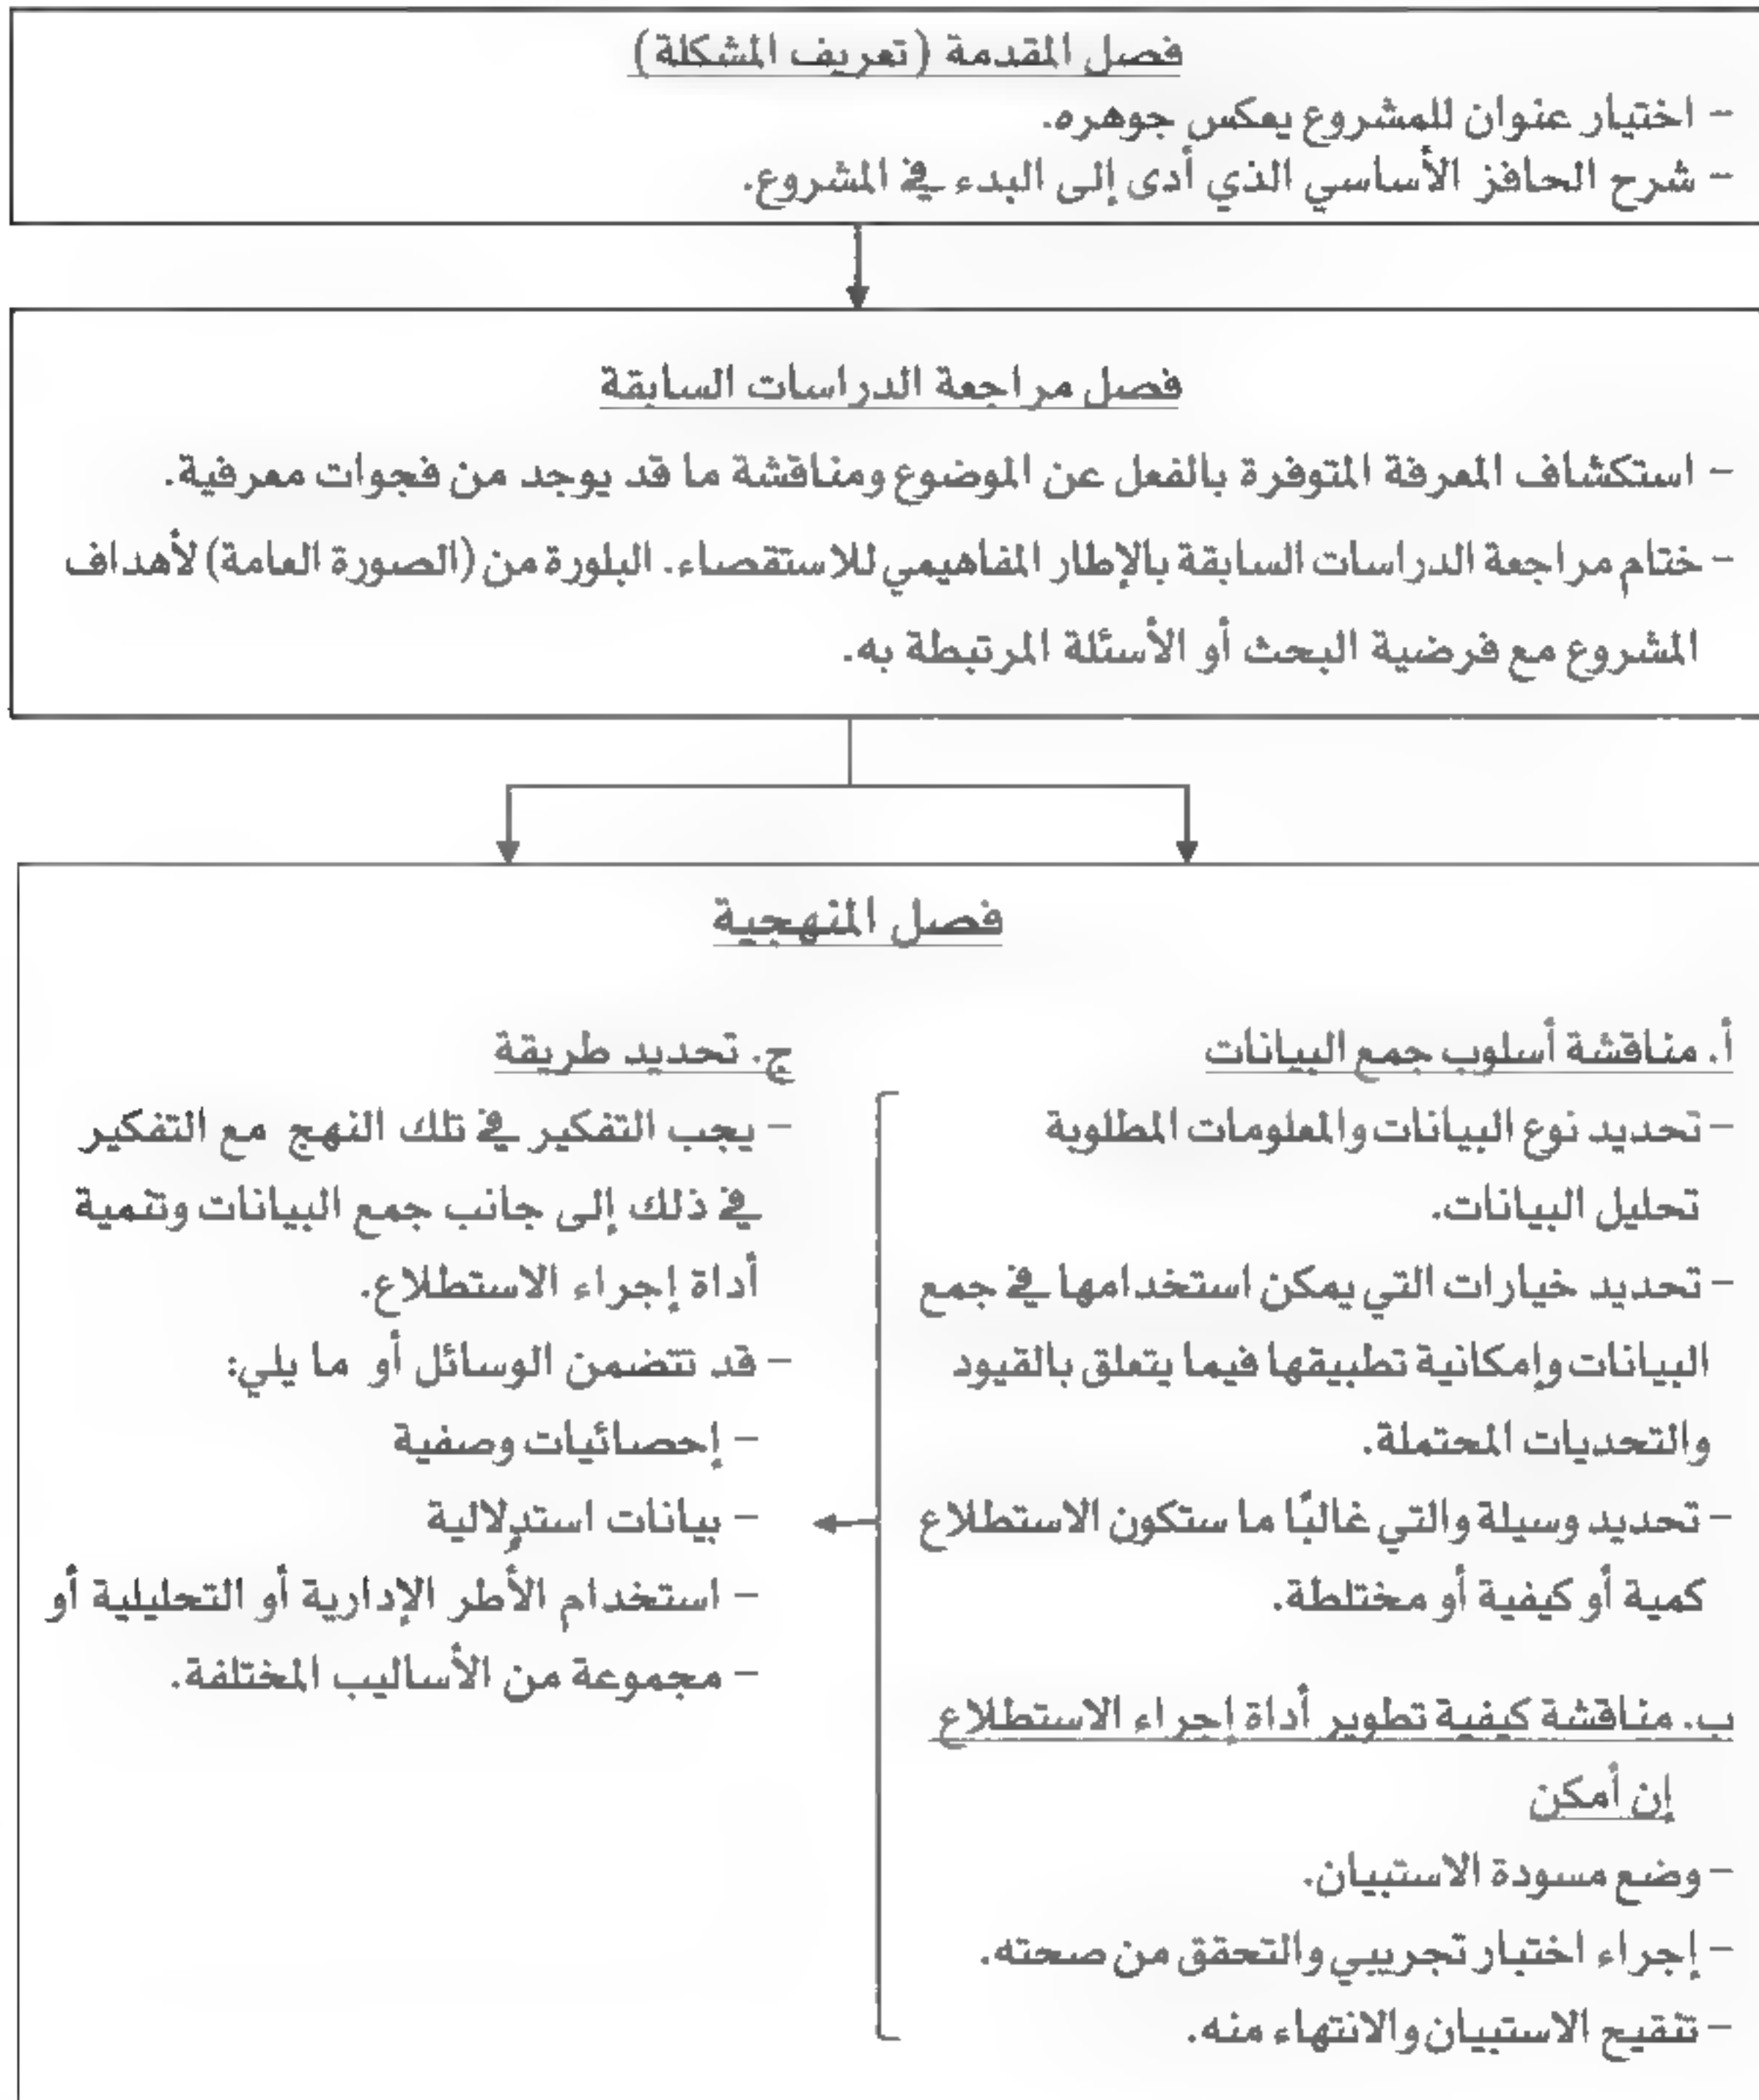 فصل المقدمة (تعريف المشكلة)
- اختيار عنوان للمشروع يعكس جوهره.
- شرح الحافز الأساسي الذي أدى إلى البدء في المشروع.
فصل مراجعة الدراسات السابقة
- استكشاف المعرفة المتوفرة بالفعل عن الموضوع ومناقشة ما قد يوجد من فجوات معرفية.
- ختام مراجعة الدراسات السابقة بالإطار المفاهيمي للاستقصاء. البلورة من (الصورة العامة) لأهداف
المشروع مع فرضية البحث أو الأسئلة المرتبطة به.
فصل المنهجية
أ. مناقشة أسلوب جمع البيانات
- تحديد نوع البيانات والمعلومات المطلوبة
تحليل البيانات.
- تحديد خيارات التي يمكن استخدامها في جمع
البيانات وإمكانية تطبيقها فيما يتعلق بالقيود
والتحديات المحتملة.
- تحديد وسيلة والتي غالبًا ما ستكون الاستطلاع
كمية أو كيفية أو مختلطة.
ب. مناقشة كيفية تطوير أداة إجراء الاستطلاع
إن أمكن
- وضع مسودة الاستبيان.
- إجراء اختبار تجريبي والتحقق من صحته.
- تنقيح الاستبيان والانتهاء منه.
ج. تحديد طريقة
- يجب التفكير في تلك النهج مع التفكير
في ذلك إلى جانب جمع البيانات وتنمية
أداة إجراء الاستطلاع.
- قد تتضمن الوسائل أو ما يلي:
- إحصائيات وصفية
- بيانات استدلالية
- استخدام الأطر الإدارية أو التحليلية أو
- مجموعة من الأساليب المختلفة.